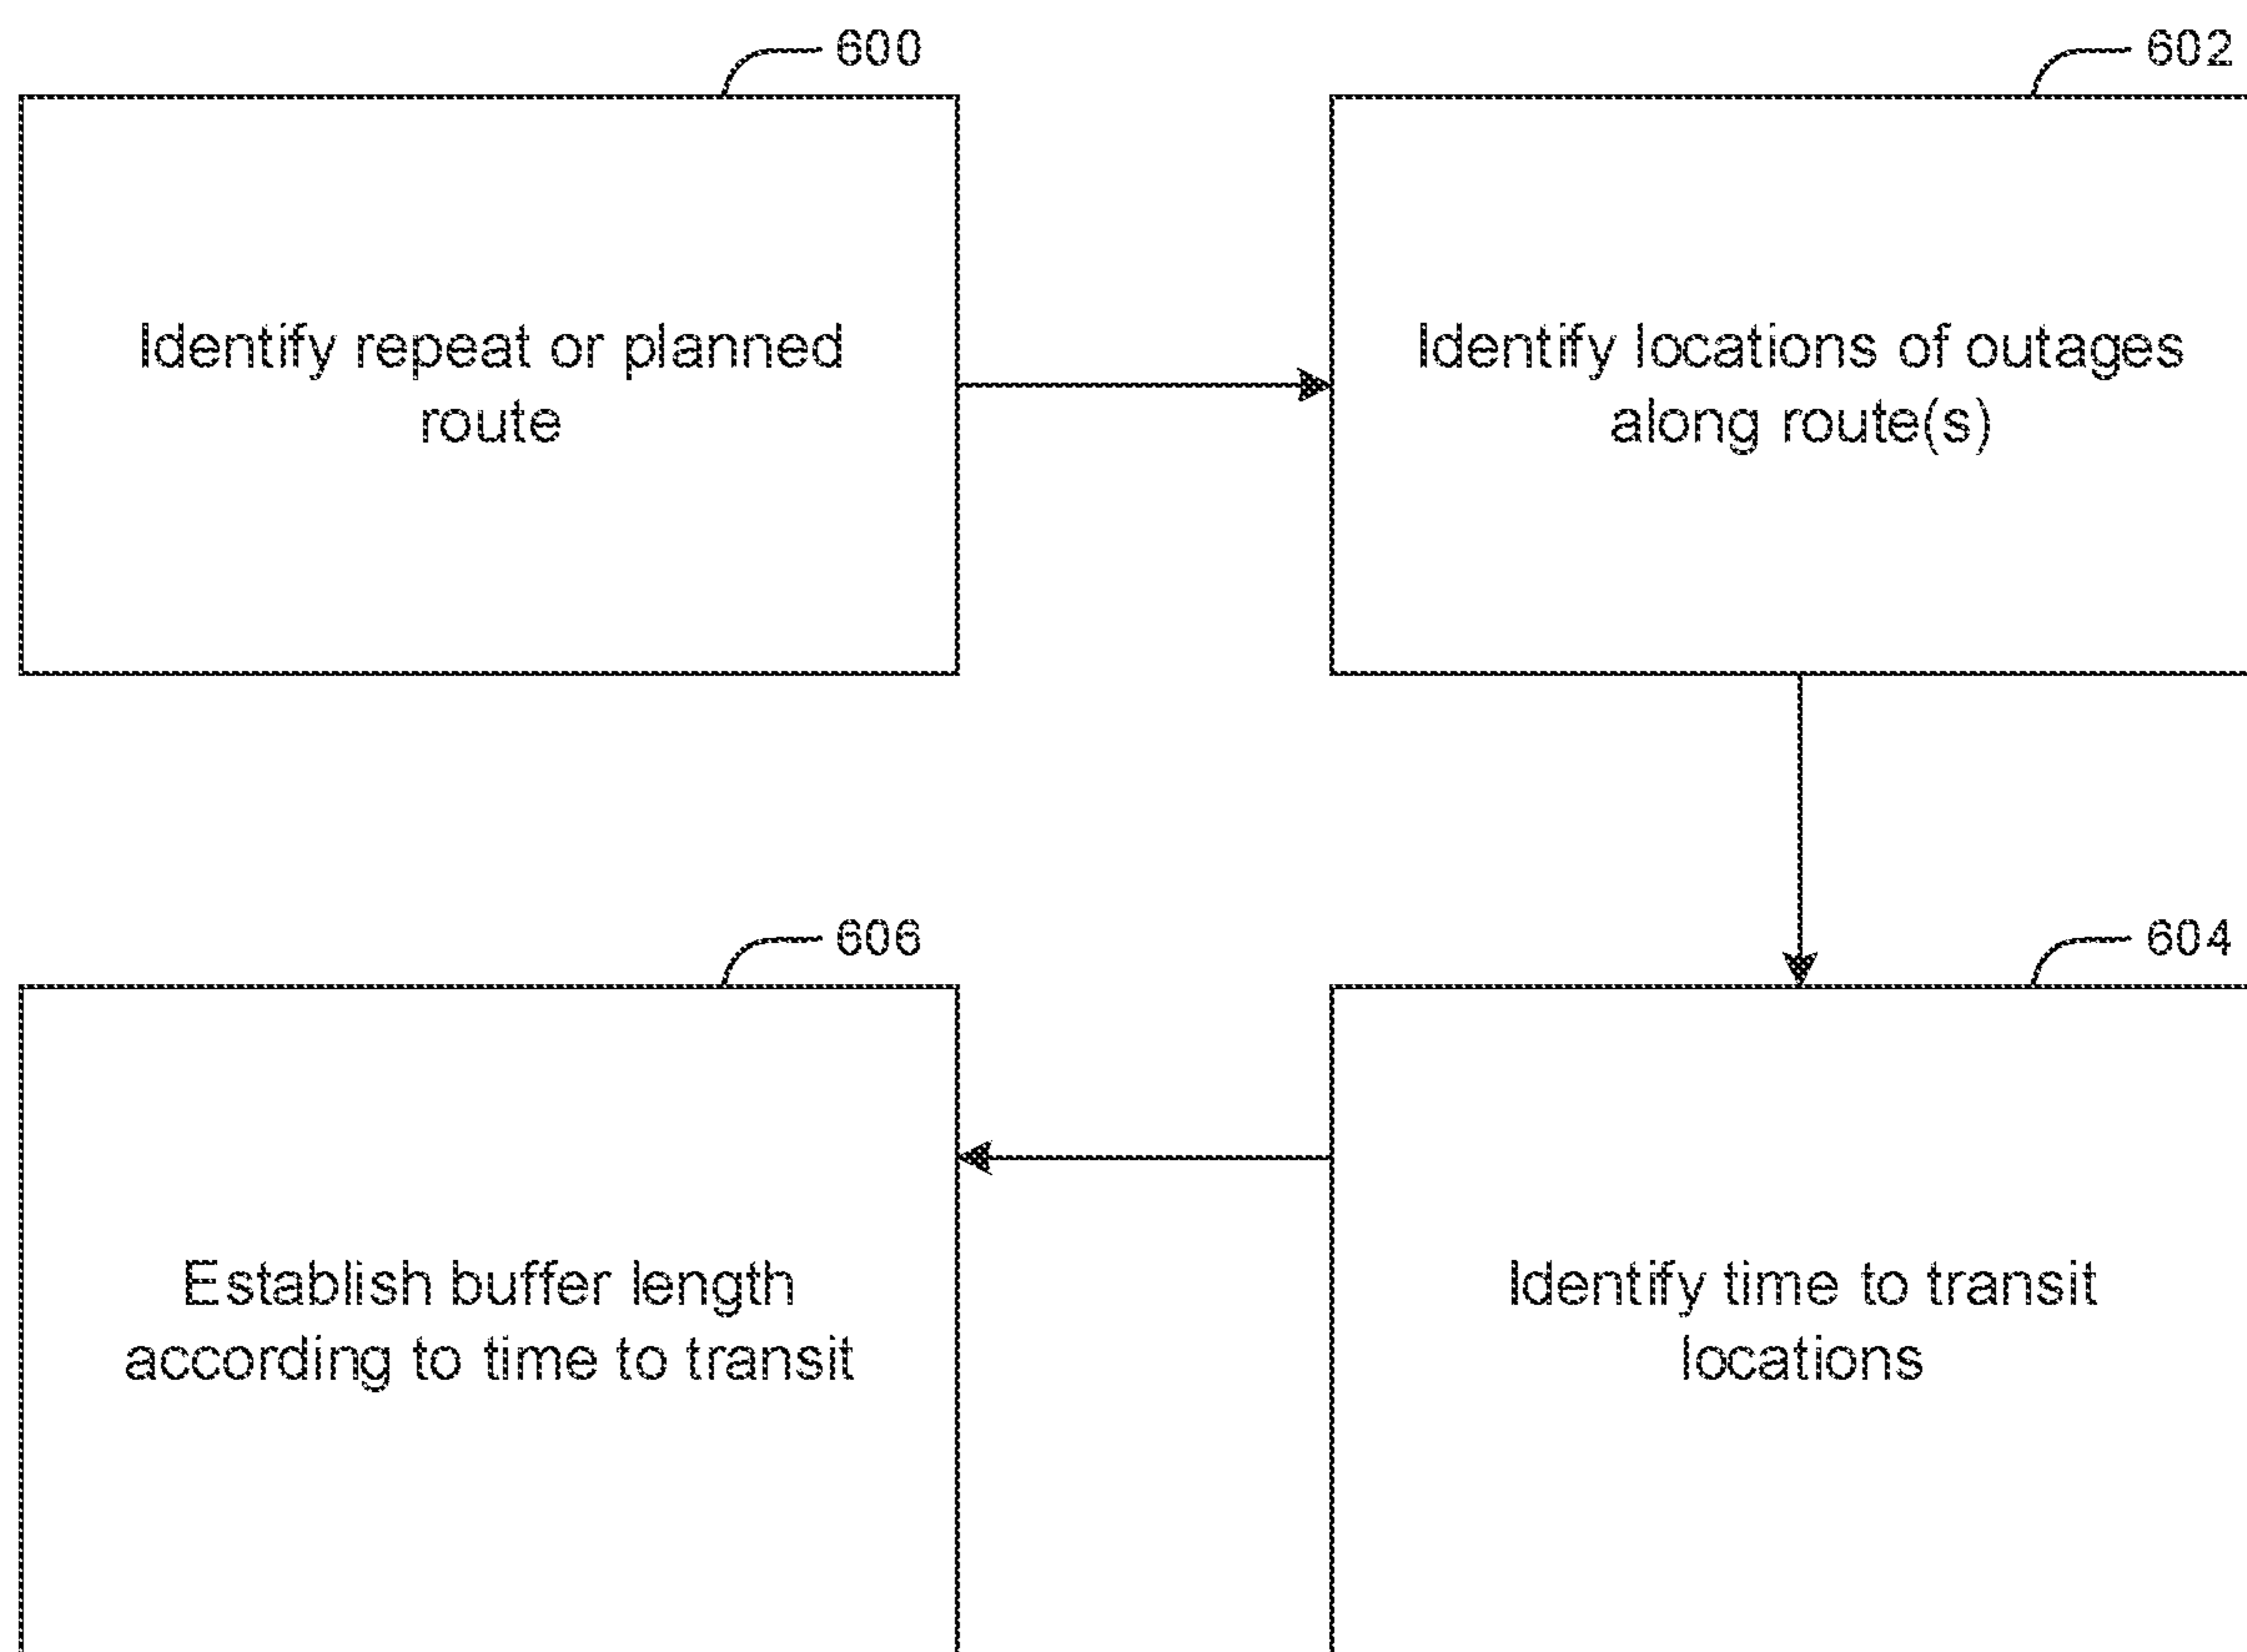 600
602
Identify repeat or planned
route
Identify locations of outages
along route(s)
606
604
Establish buffer length
according to time to transit
Identify time to transit
locations